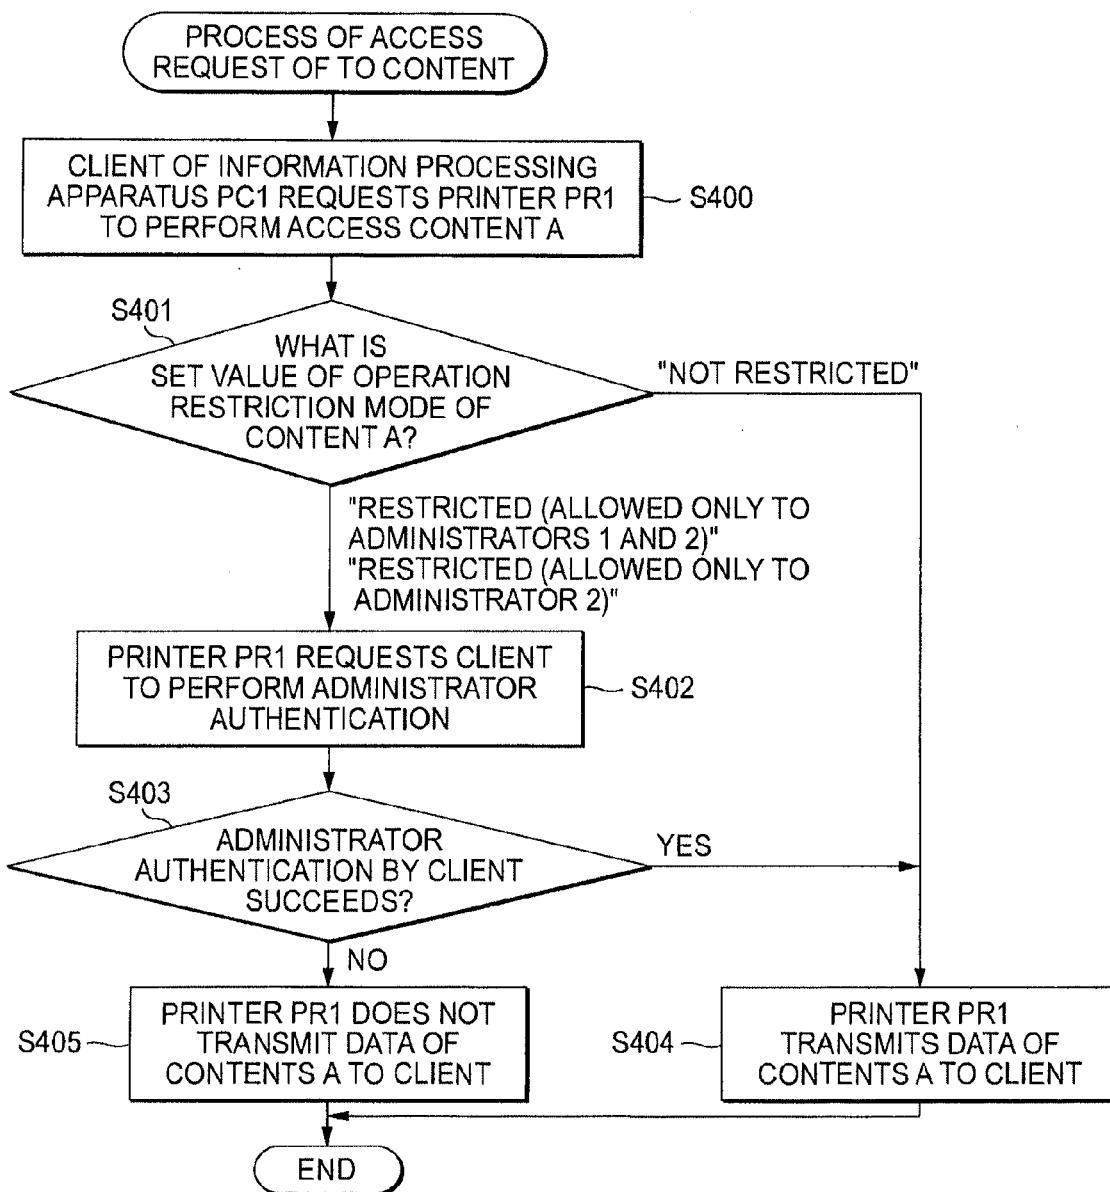 PROCESS OF ACCESS
REQUEST OF TO CONTENT
CLIENT OF INFORMATION PROCESSING
APPARATUS PC1 REQUESTS PRINTER PR1
TO PERFORM ACCESS CONTENT A
S400
S401
WHAT IS
SET VALUE OF OPERATION
RESTRICTION MODE OF
CONTENT A?
"NOT RESTRICTED"
"RESTRICTED (ALLOWED ONLY TO
ADMINISTRATORS 1 AND 2)"
"RESTRICTED (ALLOWED ONLY TO
ADMINISTRATOR 2)"
PRINTER PR1 REQUESTS CLIENT
TO PERFORM ADMINISTRATOR
AUTHENTICATION
S402
S403
ADMINISTRATOR
AUTHENTICATION BY CLIENT
SUCCEEDS?
YES
NO
S405
PRINTER PR1 DOES NOT
TRANSMIT DATA OF
CONTENTS A TO CLIENT
S404
PRINTER PR1
TRANSMITS DATA OF
CONTENTS A TO CLIENT
END